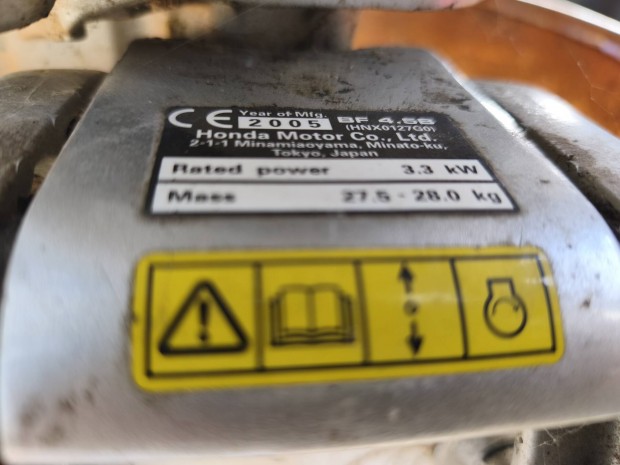 CE Year of Mfg. BF 4.5B
2005 (HNX0127G0)
Honda Motor Co., Ltd.
2-1-1 Minamiaoyama, Minato-ku,
Tokyo, Japan
Rated power 3.3 kW
Mass 27.5 - 28.0 kg